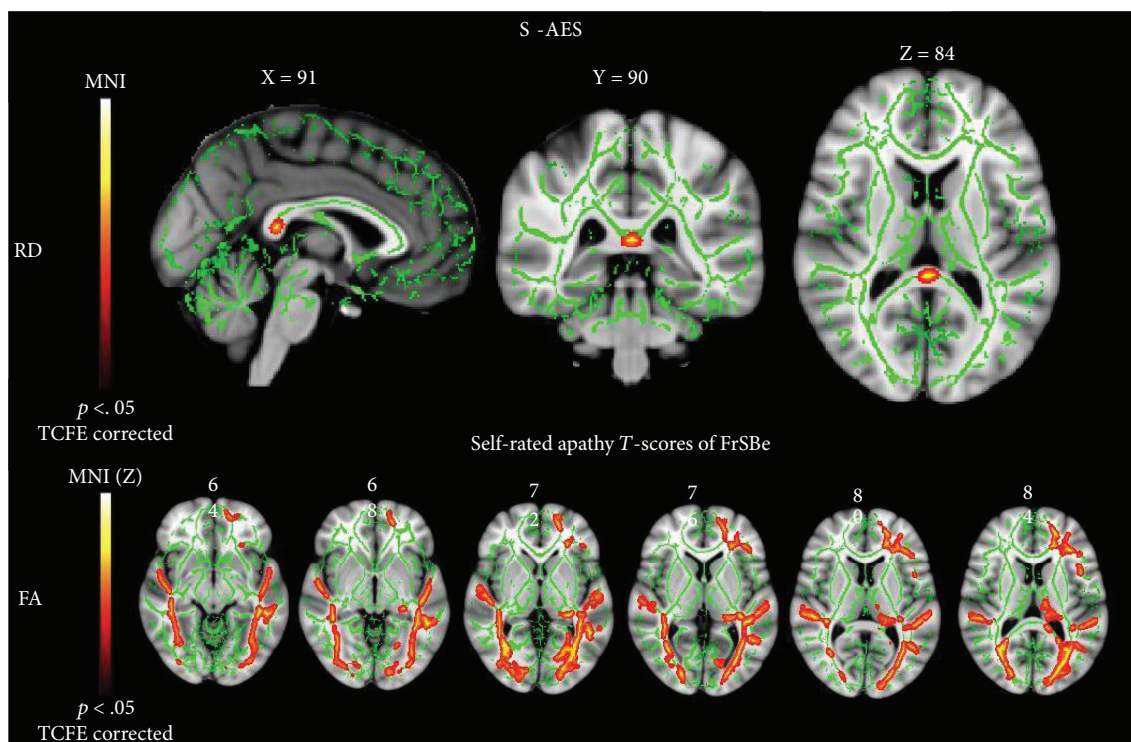 S -AES
MNI
X = 91
Y = 90
Z = 84
RD
p <. 05
TCFE corrected
Self-rated apathy T-scores of FrSBe
MNI (Z)
6
4
6
8
7
2
7
6
8
0
8
4
FA
p < .05
TCFE corrected